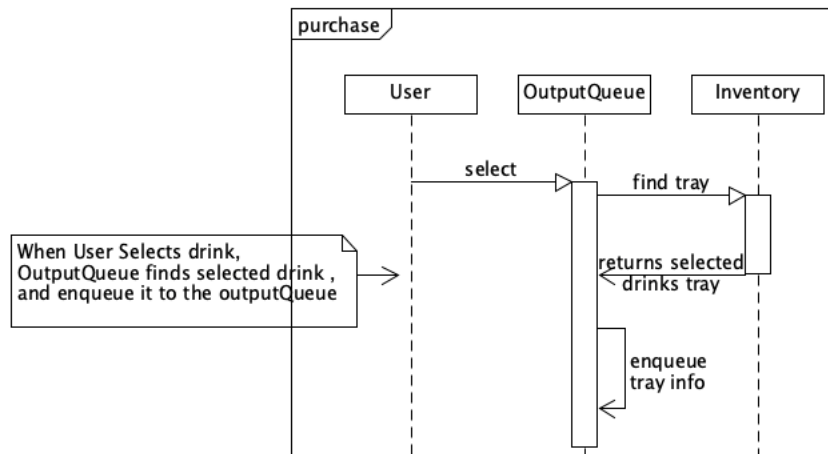 purchase
User
OutputQueue
Inventory
select
find tray
When User Selects drink,
OutputQueue finds selected drink ,
and enqueue it to the outputQueue
returns selected
drinks tray
enqueue
tray info